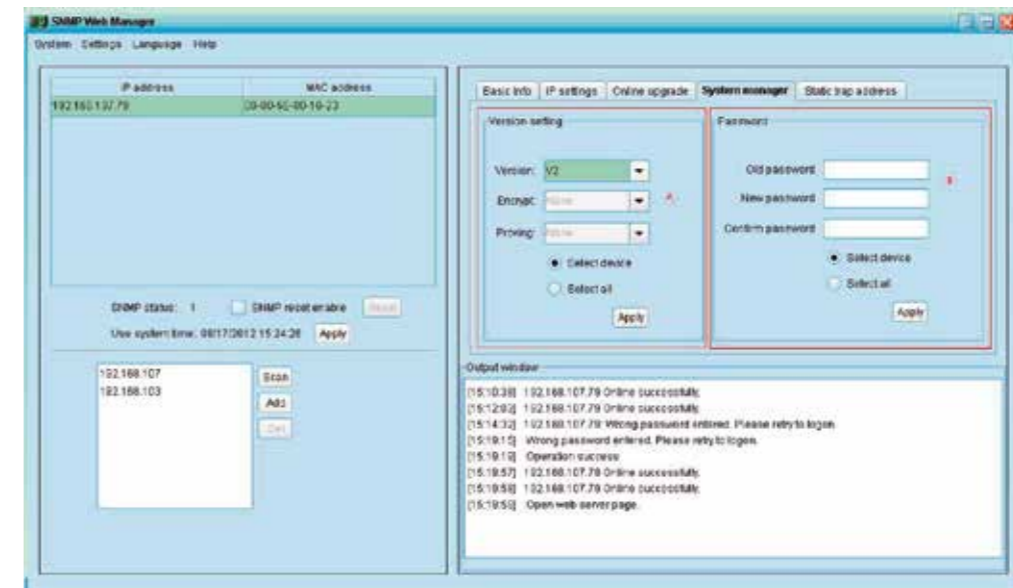 SNMP Web Manager
System Settings Language Help
IP address MAC address
192.168.107.79
SNMP status: 1 SNMP reset enable
Use system time: 08/17/2012 15:24:26 Apply
192.168.107
192.168.103
Scan
Add
Del
Basic info IP settings Online upgrade System manager Static trap address
Version setting
Version: V2
Encrypt: None
Proving: None
A
Select device
Select all
Apply
Password
Old password
New password
Confirm password
Select device
Select all
Apply
Output window
[15:10:38] 192.168.107.79 Online successfully.
[15:12:02] 192.168.107.79 Online successfully.
[15:14:32] 192.168.107.79: Wrong password entered. Please retry to logon.
[15:19:15] Wrong password entered. Please retry to logon.
[15:19:19] Operation success
[15:19:57] 192.168.107.79 Online successfully.
[15:19:58] 192.168.107.79 Online successfully.
[15:19:59] Open web server page.